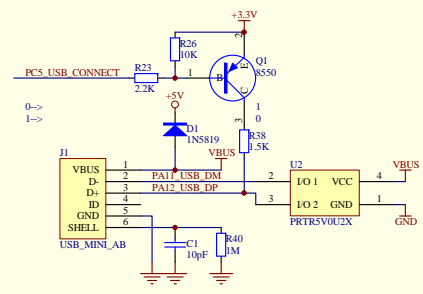 +3.3V
R26
10K
2
Q1
8550
E
B
C
PC5_USB_CONNECT
R23
2.2K
1
+5V
3
0-->
1-->
1
0
D1
1N5819
R38
1.5K
J1
VBUS
U2
VBUS
VBUS 1
D- 2
D+ 3
ID 4
GND 5
SHELL 6
PA11_USB_DM
PA12_USB_DP
2 I/O 1
3 I/O 2
VCC 4
GND 1
USB_MINI_AB
PRTR5V0U2X
GND
C1
10pF
R40
1M